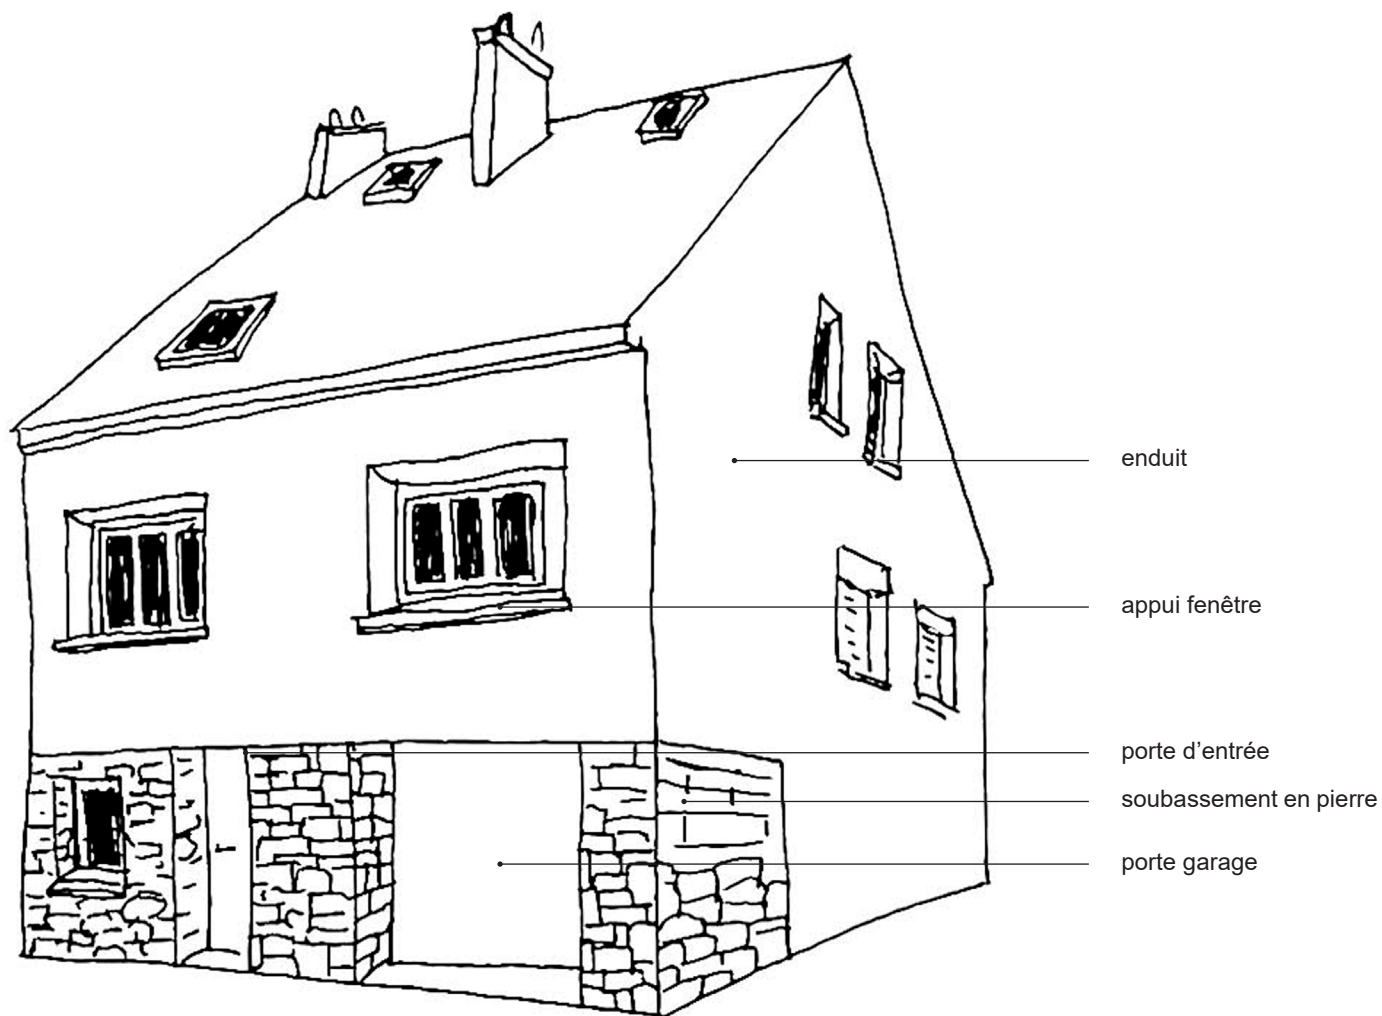 enduit
appui fenêtre
porte d’entrée
soubassement en pierre
porte garage